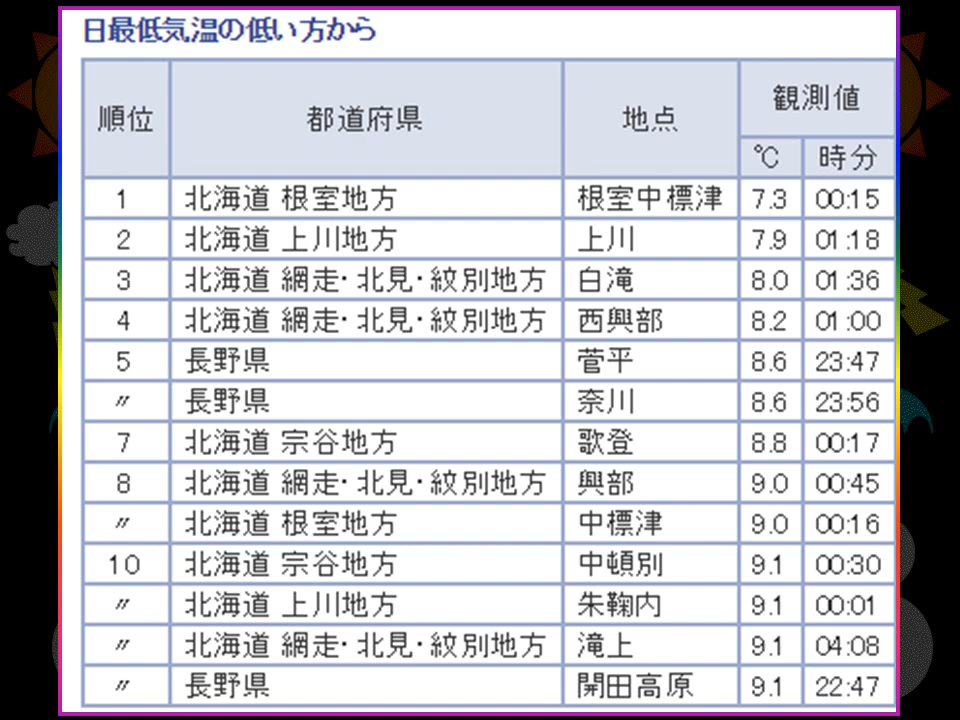 日最低気温の低い方から
順位 都道府県 地点 観測値
℃ 時分
1 北海道 根室地方 根室中標津 7.3 00:15
2 北海道 上川地方 上川 7.9 01:18
3 北海道 網走・北見・紋別地方 白滝 8.0 01:36
4 北海道 網走・北見・紋別地方 西興部 8.2 01:00
5 長野県 菅平 8.6 23:47
〃 長野県 奈川 8.6 23:56
7 北海道 宗谷地方 歌登 8.8 00:17
8 北海道 網走・北見・紋別地方 興部 9.0 00:45
〃 北海道 根室地方 中標津 9.0 00:16
10 北海道 宗谷地方 中頓別 9.1 00:30
〃 北海道 上川地方 朱鞠内 9.1 00:01
〃 北海道 網走・北見・紋別地方 滝上 9.1 04:08
〃 長野県 開田高原 9.1 22:47